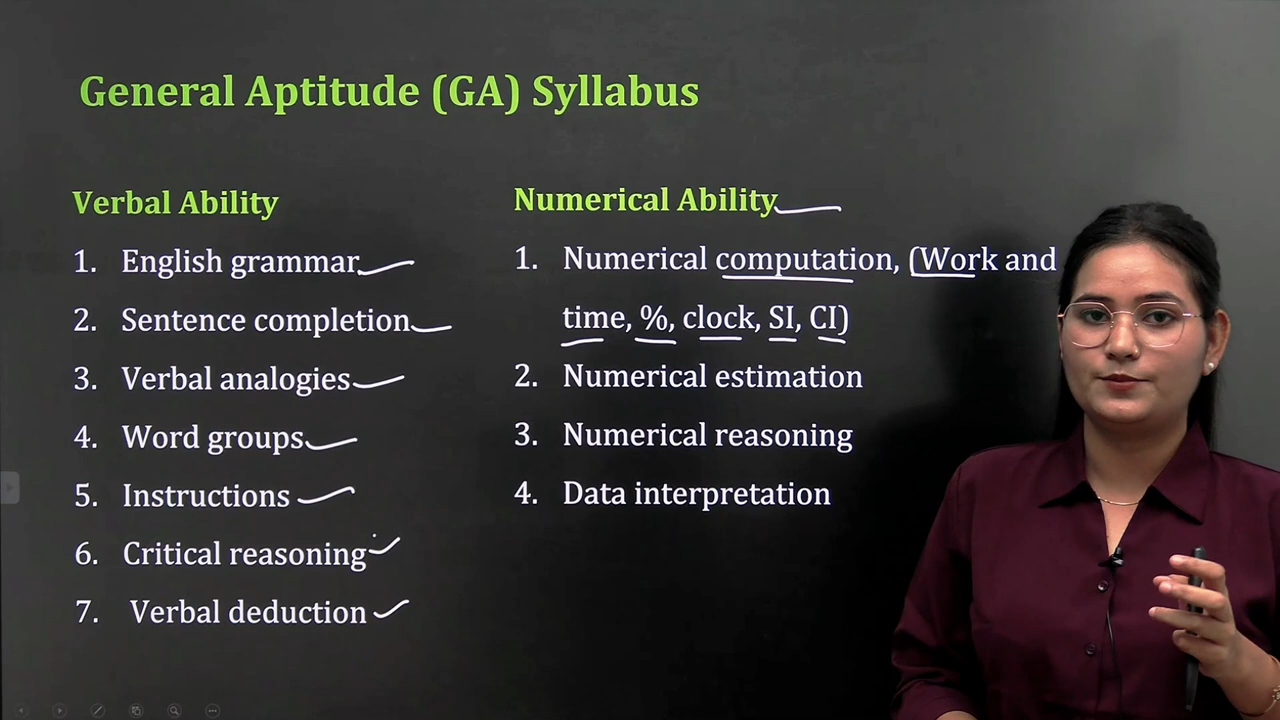 General Aptitude (GA) Syllabus
Verbal Ability
1. English grammar
2. Sentence completion
3. Verbal analogies
4. Word groups
5. Instructions
6. Critical reasoning
7. Verbal deduction
Numerical Ability
1. Numerical computation, (Work and
time, %, clock, SI, CI)
2. Numerical estimation
3. Numerical reasoning
4. Data interpretation